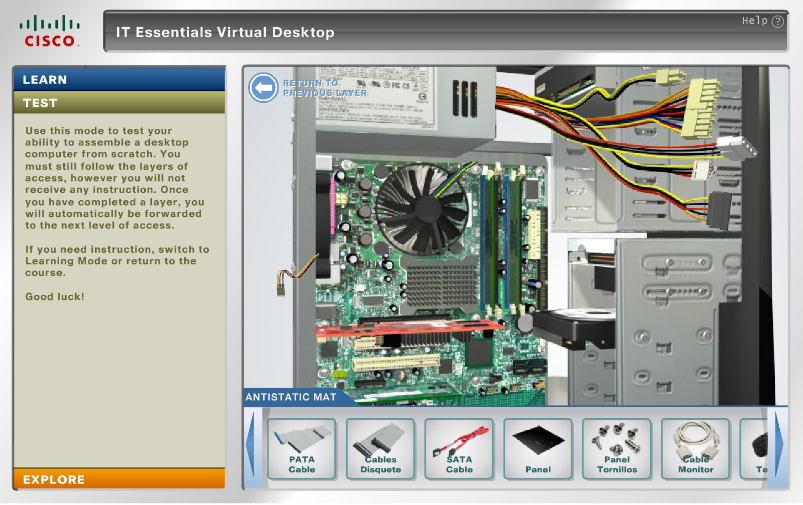 CISCO
IT Essentials Virtual Desktop
Help ?
LEARN
TEST
Use this mode to test your
ability to assemble a desktop
computer from scratch. You
must still follow the layers of
access, however you will not
receive any instruction. Once
you have completed a layer, you
will automatically be forwarded
to the next level of access.
If you need instruction, switch to
Learning Mode or return to the
course.
Good luck!
EXPLORE
RETURN TO
PREVIOUS LAYER
ANTISTATIC MAT
PATA
Cable
Cables
Disquete
SATA
Cable
Panel
Panel
Tornillos
Cable
Monitor
Te